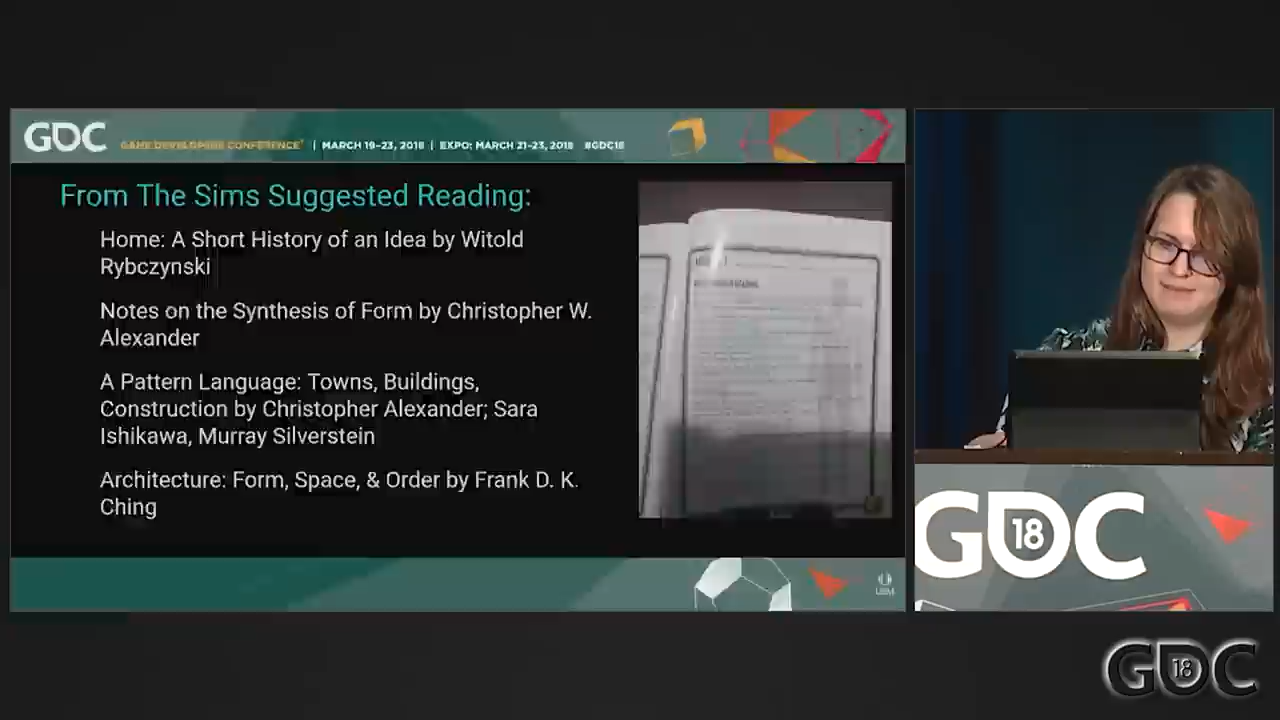 GDC GAME DEVELOPERS CONFERENCE | MARCH 19–23, 2018 | EXPO: MARCH 21–23, 2018 #GDC18
From The Sims Suggested Reading:
Home: A Short History of an Idea by Witold
Rybczynski
Notes on the Synthesis of Form by Christopher W.
Alexander
A Pattern Language: Towns, Buildings,
Construction by Christopher Alexander; Sara
Ishikawa, Murray Silverstein
Architecture: Form, Space, & Order by Frank D. K.
Ching
UBM
GDC 18
GDC 18